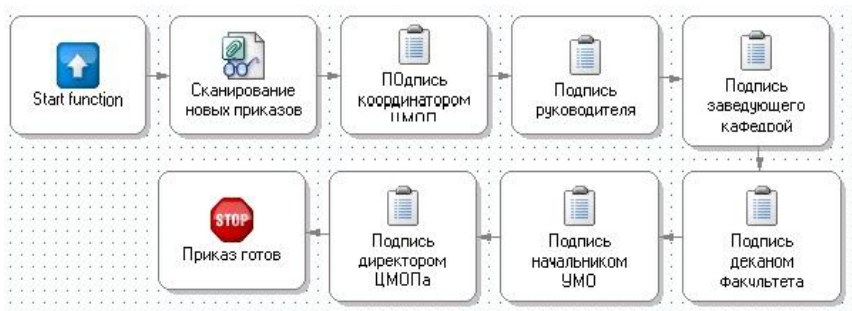 Start function
Сканирование
новых приказов
ПОдпись
координатором
ЦМОП
Подпись
руководителя
Подпись
заведующего
кафедрой
Подпись
деканом
факультета
Подпись
начальником
УМО
Подпись
директором
ЦМОПа
STOP
Приказ готов